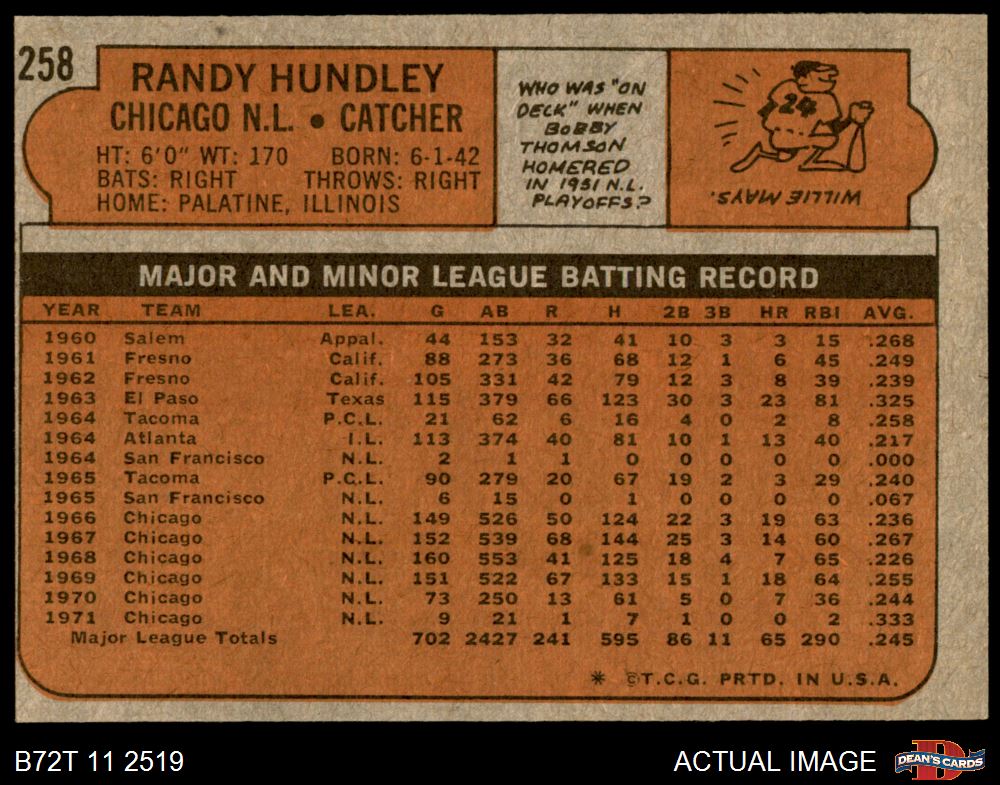 258
RANDY HUNDLEY
CHICAGO N.L. • CATCHER
HT: 6'0" WT: 170 BORN: 6-1-42
BATS: RIGHT THROWS: RIGHT
HOME: PALATINE, ILLINOIS
WHO WAS "ON
DECK" WHEN
BOBBY
THOMSON
HOMERED
IN 1951 N.L.
PLAYOFFS?
24
WILLIE MAYS.
MAJOR AND MINOR LEAGUE BATTING RECORD
YEAR TEAM LEA. G AB R H 2B 3B HR RBI AVG.
1960 Salem Appal. 44 153 32 41 10 3 3 15 .268
1961 Fresno Calif. 88 273 36 68 12 1 6 45 .249
1962 Fresno Calif. 105 331 42 79 12 3 8 39 .239
1963 El Paso Texas 115 379 66 123 30 3 23 81 .325
1964 Tacoma P.C.L. 21 62 6 16 4 0 2 8 .258
1964 Atlanta I.L. 113 374 40 81 10 1 13 40 .217
1964 San Francisco N.L. 2 1 1 0 0 0 0 0 .000
1965 Tacoma P.C.L. 90 279 20 67 19 2 3 29 .240
1965 San Francisco N.L. 6 15 0 1 0 0 0 0 .067
1966 Chicago N.L. 149 526 50 124 22 3 19 63 .236
1967 Chicago N.L. 152 539 68 144 25 3 14 60 .267
1968 Chicago N.L. 160 553 41 125 18 4 7 65 .226
1969 Chicago N.L. 151 522 67 133 15 1 18 64 .255
1970 Chicago N.L. 73 250 13 61 5 0 7 36 .244
1971 Chicago N.L. 9 21 1 7 1 0 0 2 .333
Major League Totals 702 2427 241 595 86 11 65 290 .245
* ©T.C.G. PRTD. IN U.S.A.
B72T 11 2519
ACTUAL IMAGE
D
DEAN'S CARDS